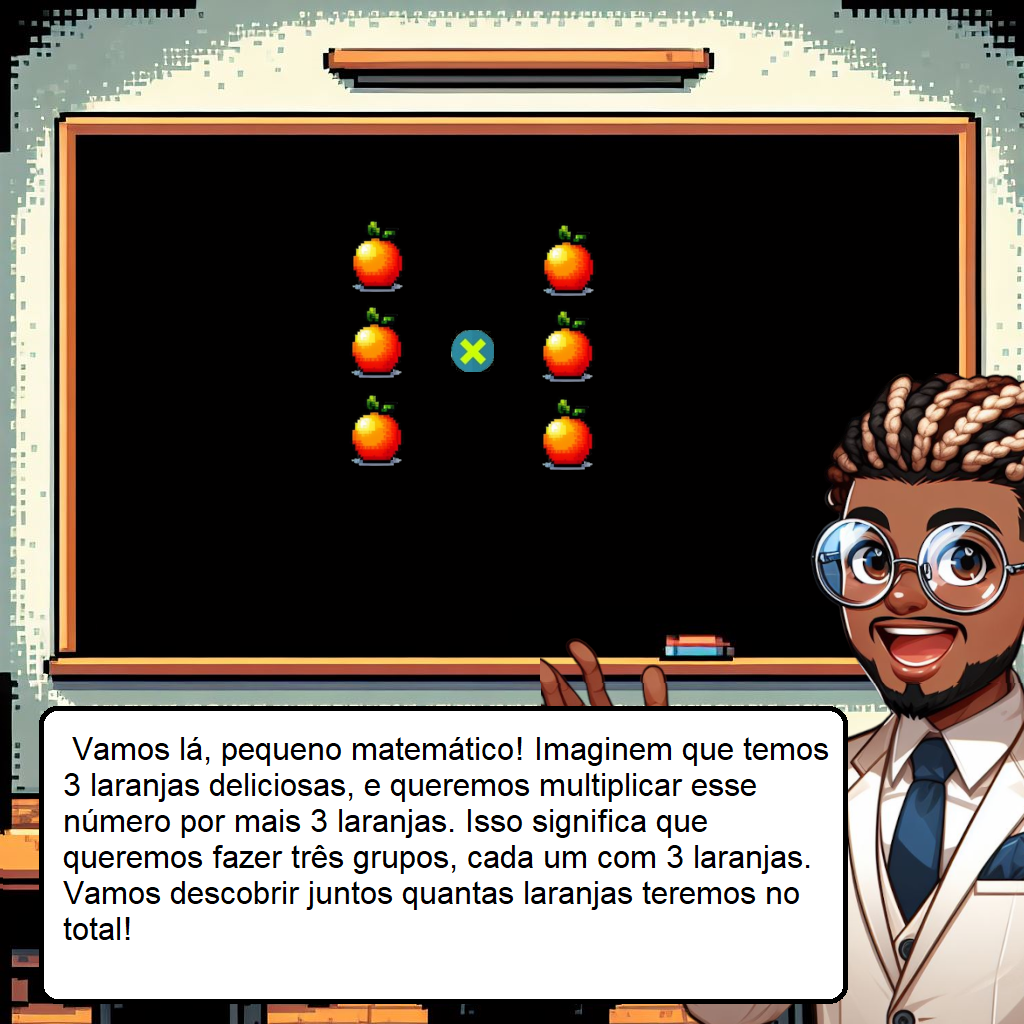 Vamos lá, pequeno matemático! Imaginem que temos
3 laranjas deliciosas, e queremos multiplicar esse
número por mais 3 laranjas. Isso significa que
queremos fazer três grupos, cada um com 3 laranjas.
Vamos descobrir juntos quantas laranjas teremos no
total!